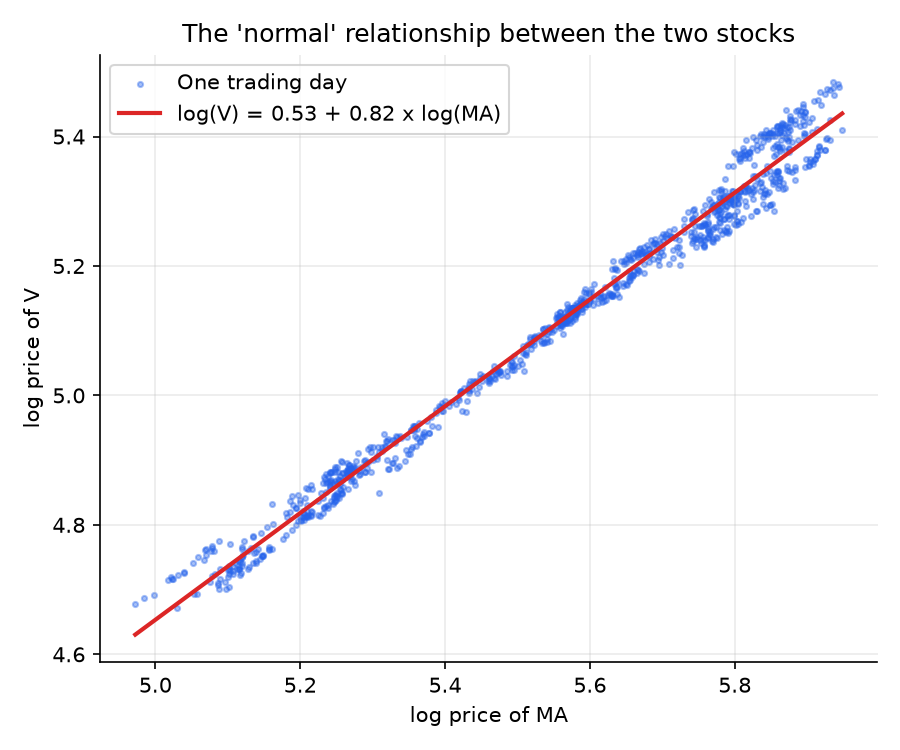 The 'normal' relationship between the two stocks
One trading day
log(V) = 0.53 + 0.82 x log(MA)
log price of V
5.4
5.2
5.0
4.8
4.6
5.0 5.2 5.4 5.6 5.8
log price of MA